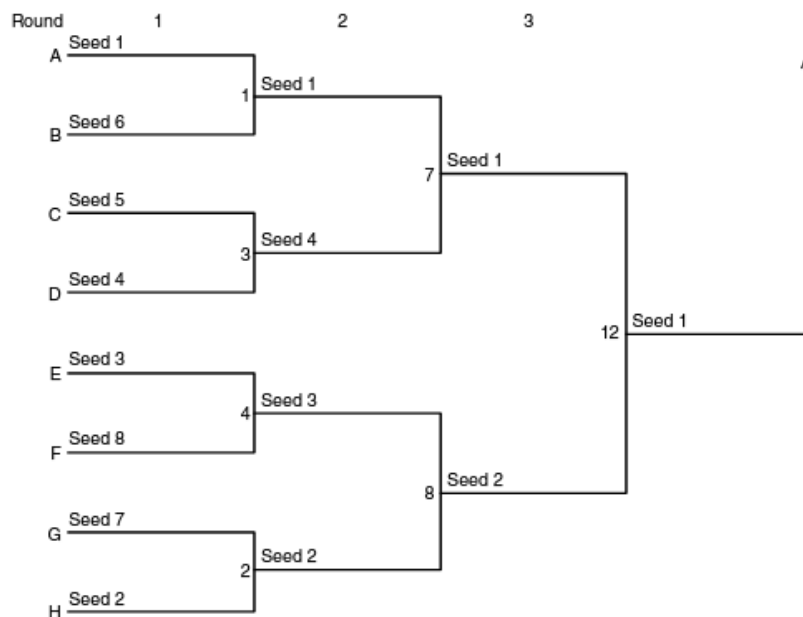 Round 1 2 3
A Seed 1
1 Seed 1
B Seed 6
7 Seed 1
C Seed 5
3 Seed 4
D Seed 4
12 Seed 1
E Seed 3
4 Seed 3
F Seed 8
8 Seed 2
G Seed 7
2 Seed 2
H Seed 2